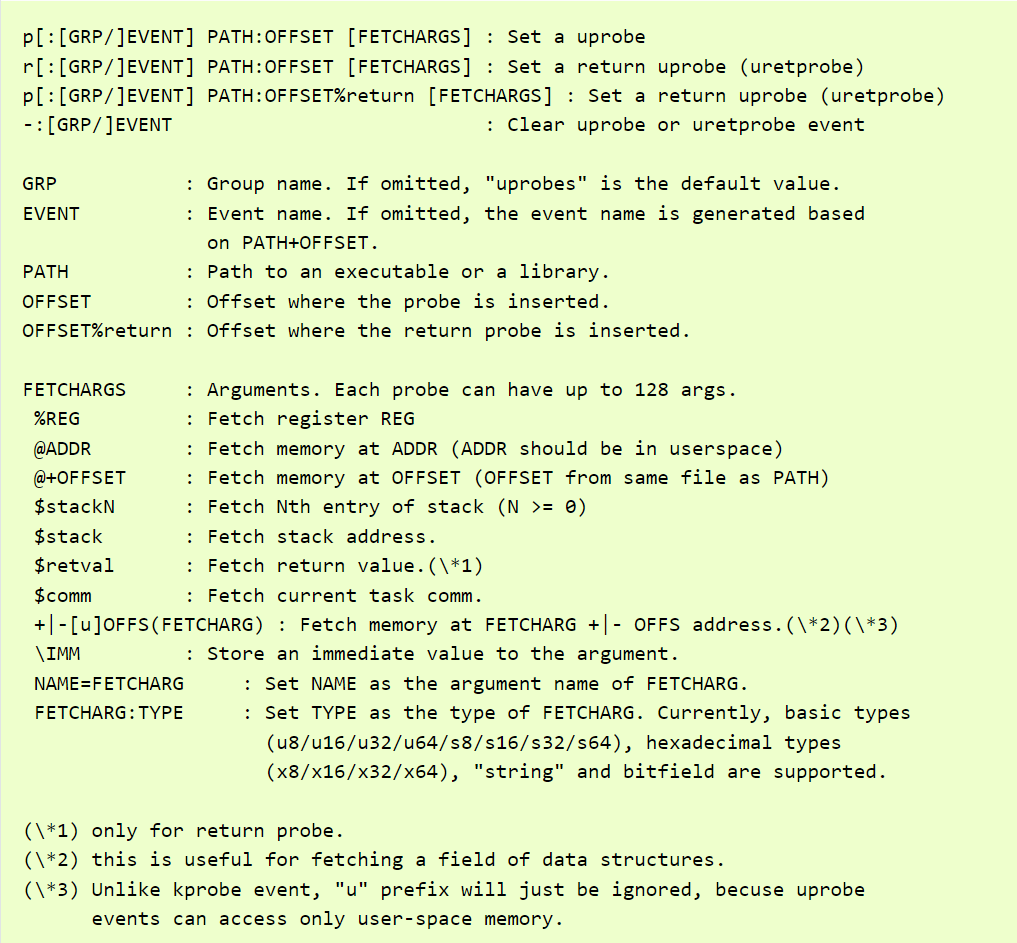 p[:[GRP/]EVENT] PATH:OFFSET [FETCHARGS] : Set a uprobe
r[:[GRP/]EVENT] PATH:OFFSET [FETCHARGS] : Set a return uprobe (uretprobe)
p[:[GRP/]EVENT] PATH:OFFSET%return [FETCHARGS] : Set a return uprobe (uretprobe)
-:[GRP/]EVENT                           : Clear uprobe or uretprobe event

GRP           : Group name. If omitted, "uprobes" is the default value.
EVENT         : Event name. If omitted, the event name is generated based
                on PATH+OFFSET.
PATH          : Path to an executable or a library.
OFFSET        : Offset where the probe is inserted.
OFFSET%return : Offset where the return probe is inserted.

FETCHARGS     : Arguments. Each probe can have up to 128 args.
 %REG         : Fetch register REG
 @ADDR        : Fetch memory at ADDR (ADDR should be in userspace)
 @+OFFSET     : Fetch memory at OFFSET (OFFSET from same file as PATH)
 $stackN      : Fetch Nth entry of stack (N >= 0)
 $stack       : Fetch stack address.
 $retval      : Fetch return value.(\*1)
 $comm        : Fetch current task comm.
 +|-[u]OFFS(FETCHARG) : Fetch memory at FETCHARG +|- OFFS address.(\*2)(\*3)
 \IMM         : Store an immediate value to the argument.
 NAME=FETCHARG     : Set NAME as the argument name of FETCHARG.
 FETCHARG:TYPE     : Set TYPE as the type of FETCHARG. Currently, basic types
                     (u8/u16/u32/u64/s8/s16/s32/s64), hexadecimal types
                     (x8/x16/x32/x64), "string" and bitfield are supported.

(\*1) only for return probe.
(\*2) this is useful for fetching a field of data structures.
(\*3) Unlike kprobe event, "u" prefix will just be ignored, becuse uprobe
      events can access only user-space memory.